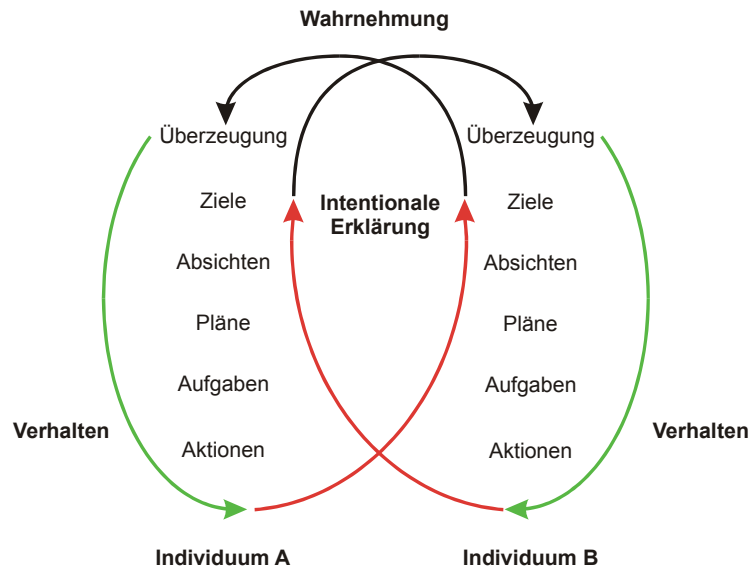 Wahrnehmung
Überzeugung Überzeugung
Ziele Intentionale Ziele
Erklärung
Absichten Absichten
Pläne Pläne
Aufgaben Aufgaben
Verhalten Verhalten
Aktionen Aktionen
Individuum A Individuum B